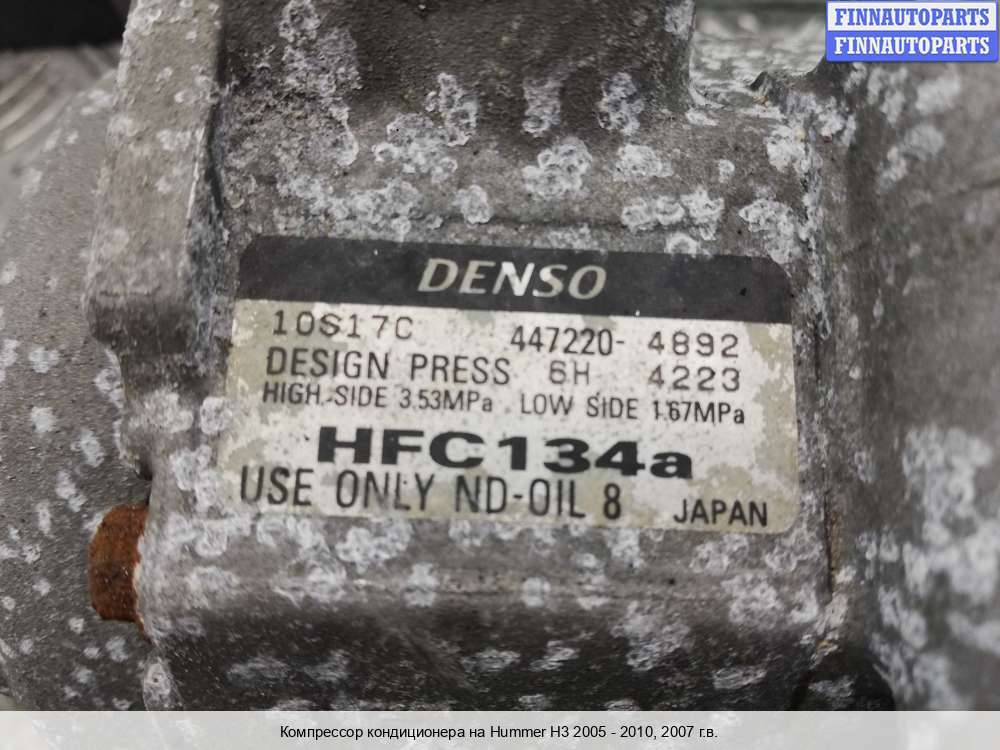 FINNAUTOPARTS
FINNAUTOPARTS
DENSO
10S17C 447220- 4892
DESIGN PRESS 6H 4223
HIGH-SIDE 3.53MPa LOW SIDE 1.67MPa
HFC134a
USE ONLY ND-OIL 8 JAPAN
Компрессор кондиционера на Hummer H3 2005 - 2010, 2007 г.в.